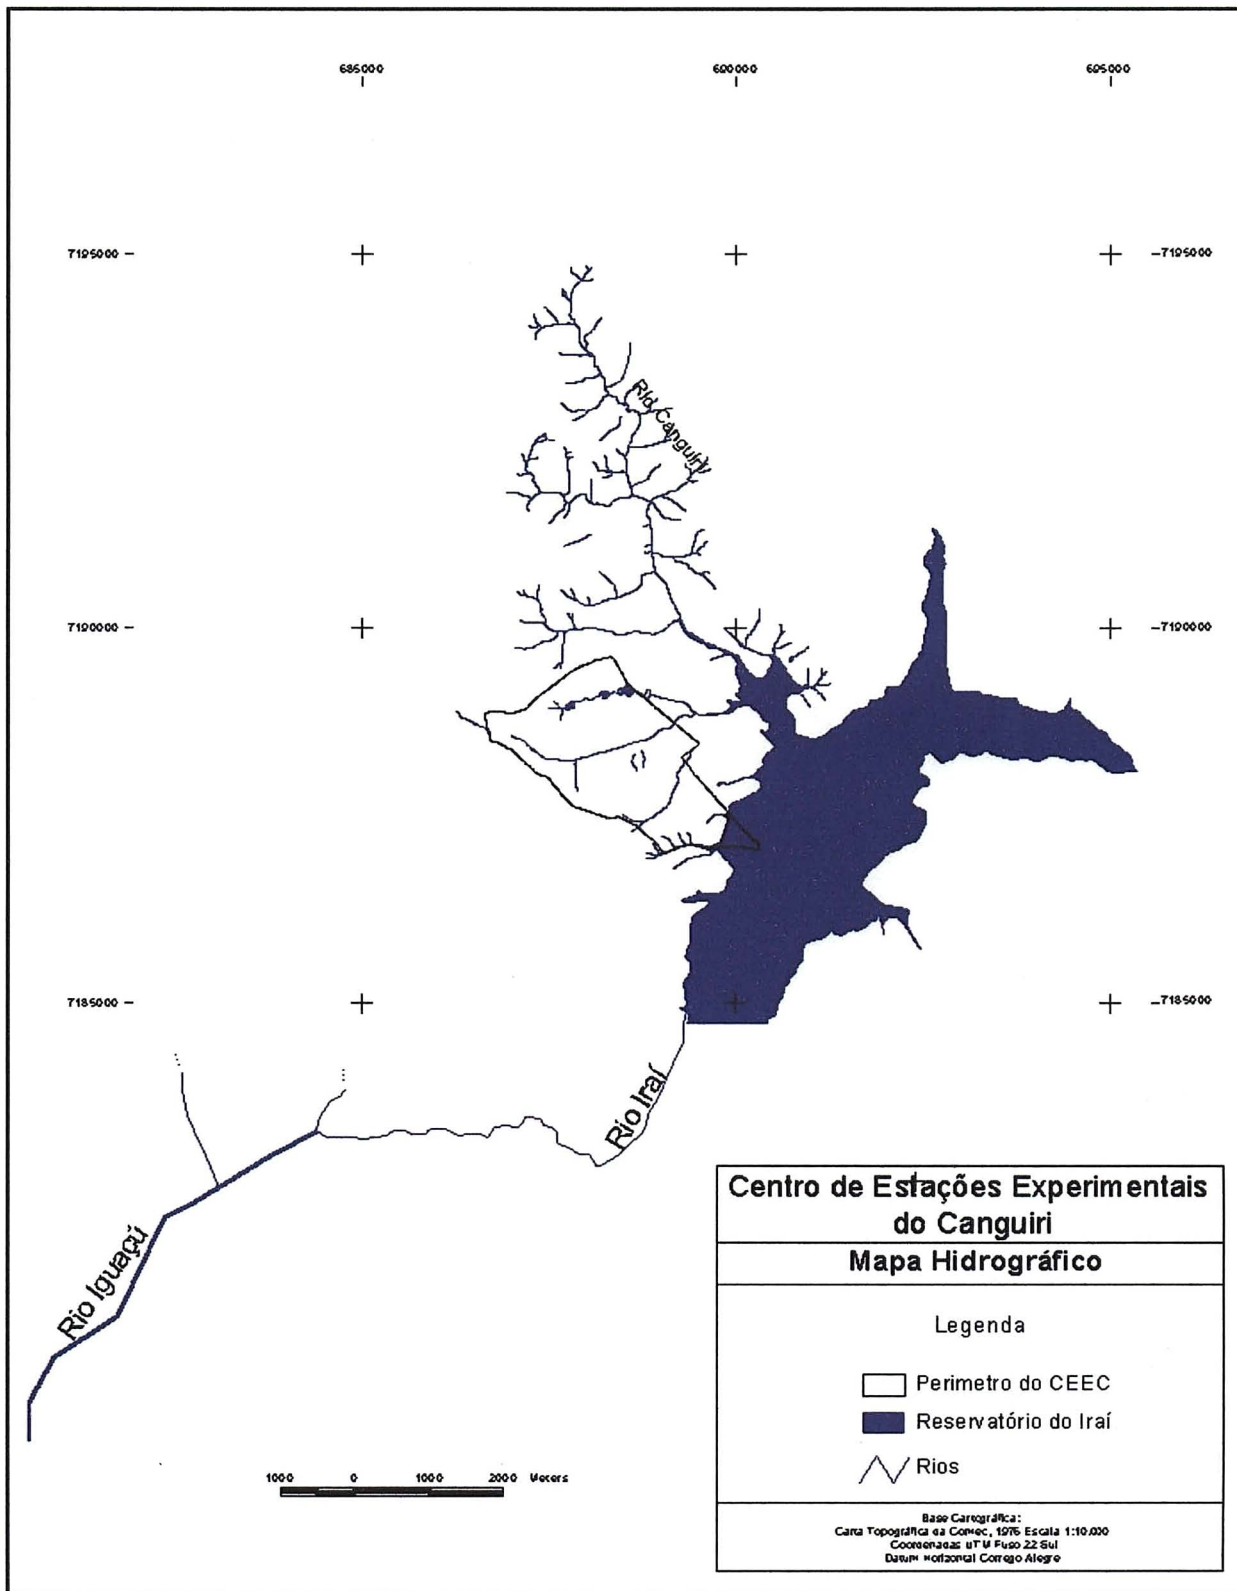 685000 690000 695000
7195000 7195000
Rio Canguiri
7190000 7190000
7185000 7185000
Rio Iraí
Rio Iguaçú
Centro de Estações Experimentais
do Canguiri
Mapa Hidrográfico
Legenda
Perimetro do CEEC
Reservatório do Iraí
Rios
1000 0 1000 2000 Meters
Base Cartográfica:
Carta Topográfica da Comec, 1976 Escala 1:10.000
Coordenadas UTM Fuso 22 Sul
Datum Horizontal Corrego Alegre